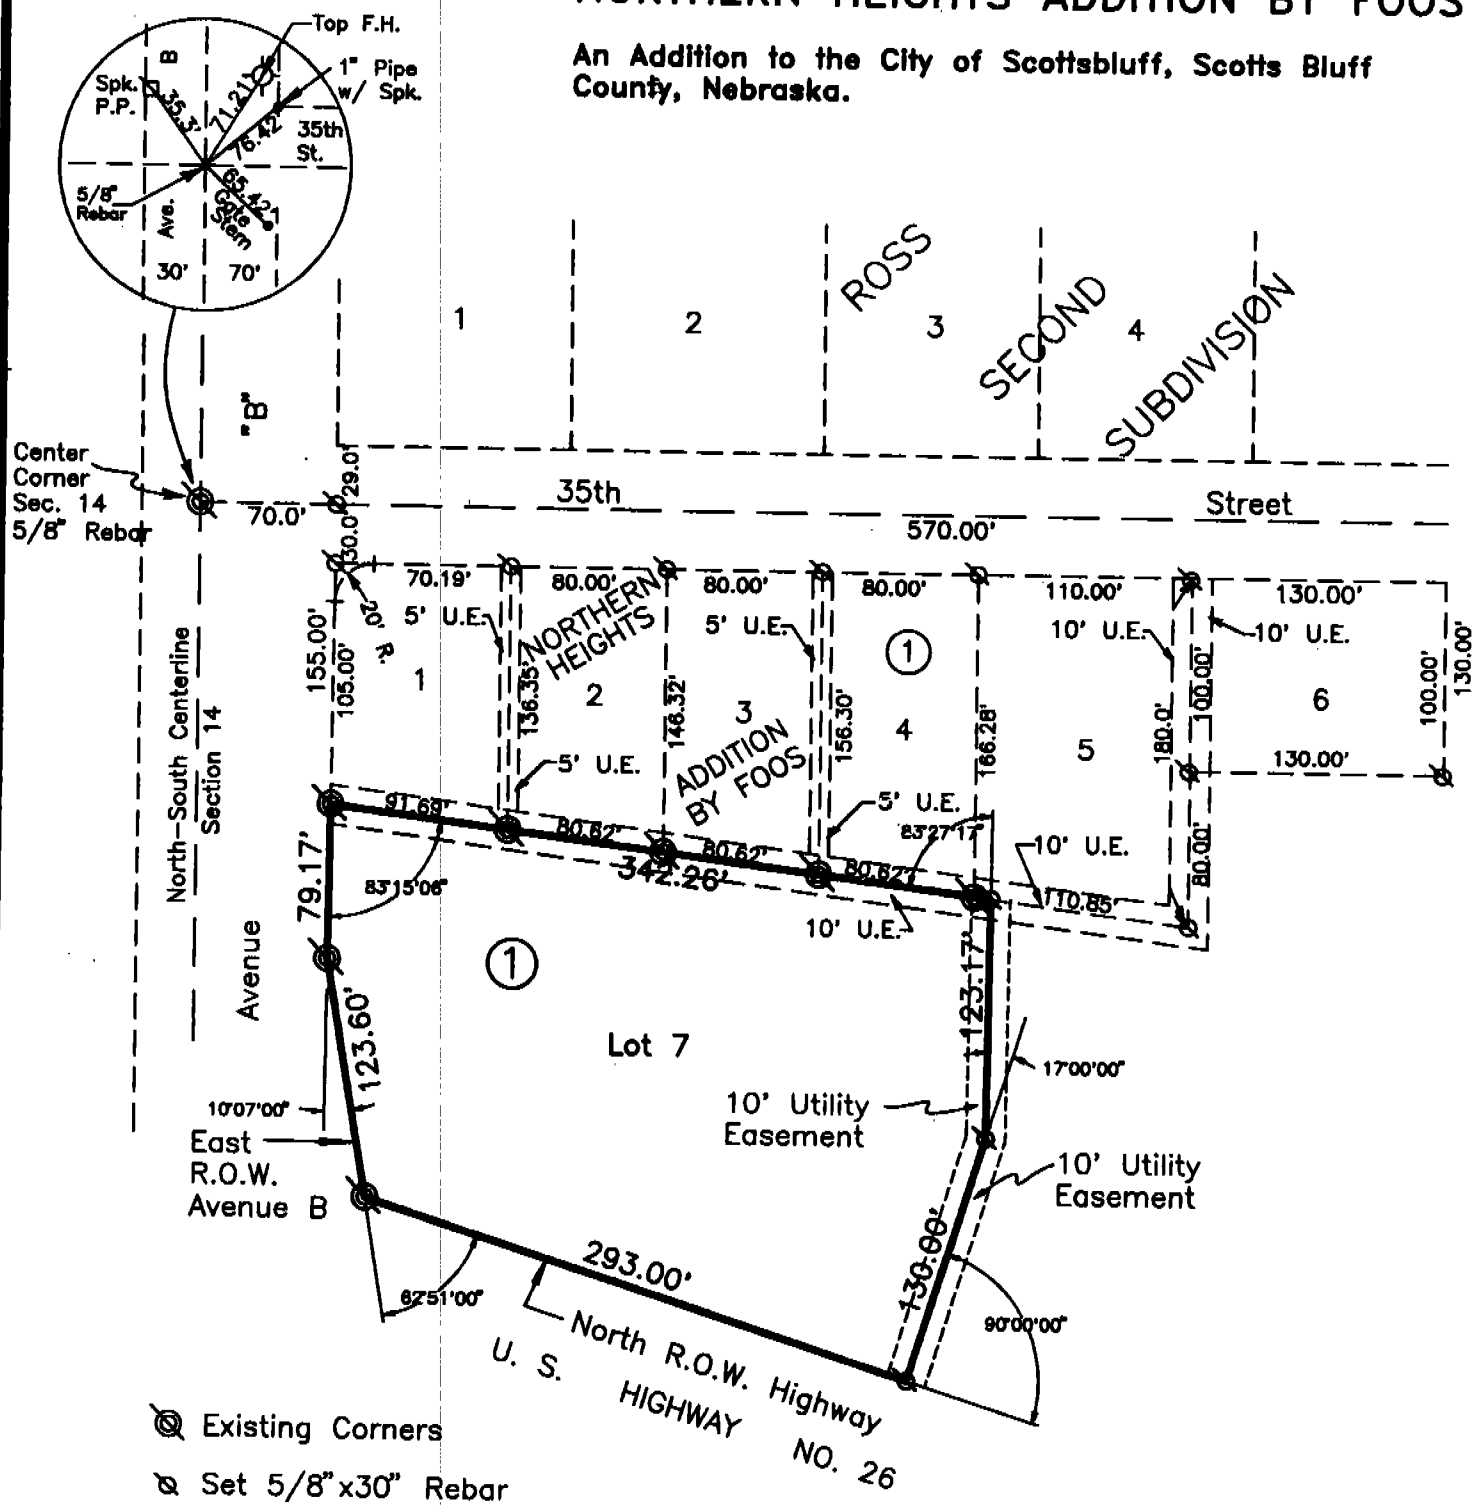 NORTHERN HEIGHTS ADDITION BY FOOS
An Addition to the City of Scottsbluff, Scotts Bluff
County, Nebraska.
Top F.H.
1" Pipe
w/ Spk.
B
Spk.
P.P.
35.3'
71.21'
76.42'
35th
St.
65.42'
Gate
Stem
5/8"
Rebar
Ave.
30'
70'
ROSS
SECOND
SUBDIVISION
1
2
3
4
"B"
Center
Corner
Sec. 14
5/8" Rebar
29.0'
70.0'
30.0'
35th
Street
570.00'
70.19'
80.00'
80.00'
80.00'
110.00'
130.00'
20' R.
5' U.E.
5' U.E.
10' U.E.
10' U.E.
NORTHERN
HEIGHTS
ADDITION
BY FOOS
1
155.00'
105.00'
1
136.35'
2
146.32'
3
156.30'
4
166.28'
5
180.0'
100.00'
6
100.00'
130.00'
130.00'
80.00'
5' U.E.
5' U.E.
10' U.E.
10' U.E.
North-South Centerline
Section 14
91.69'
80.62'
80.62'
80.62'
110.85'
342.26'
83°27'17"
83°15'06"
79.17'
Avenue
1
Lot 7
123.17'
123.60'
17°00'00"
10°07'00"
10' Utility
Easement
East
R.O.W.
Avenue B
10' Utility
Easement
293.00'
130.00'
62°51'00"
90°00'00"
North R.O.W. Highway
U. S. HIGHWAY NO. 26
Existing Corners
Set 5/8"x30" Rebar